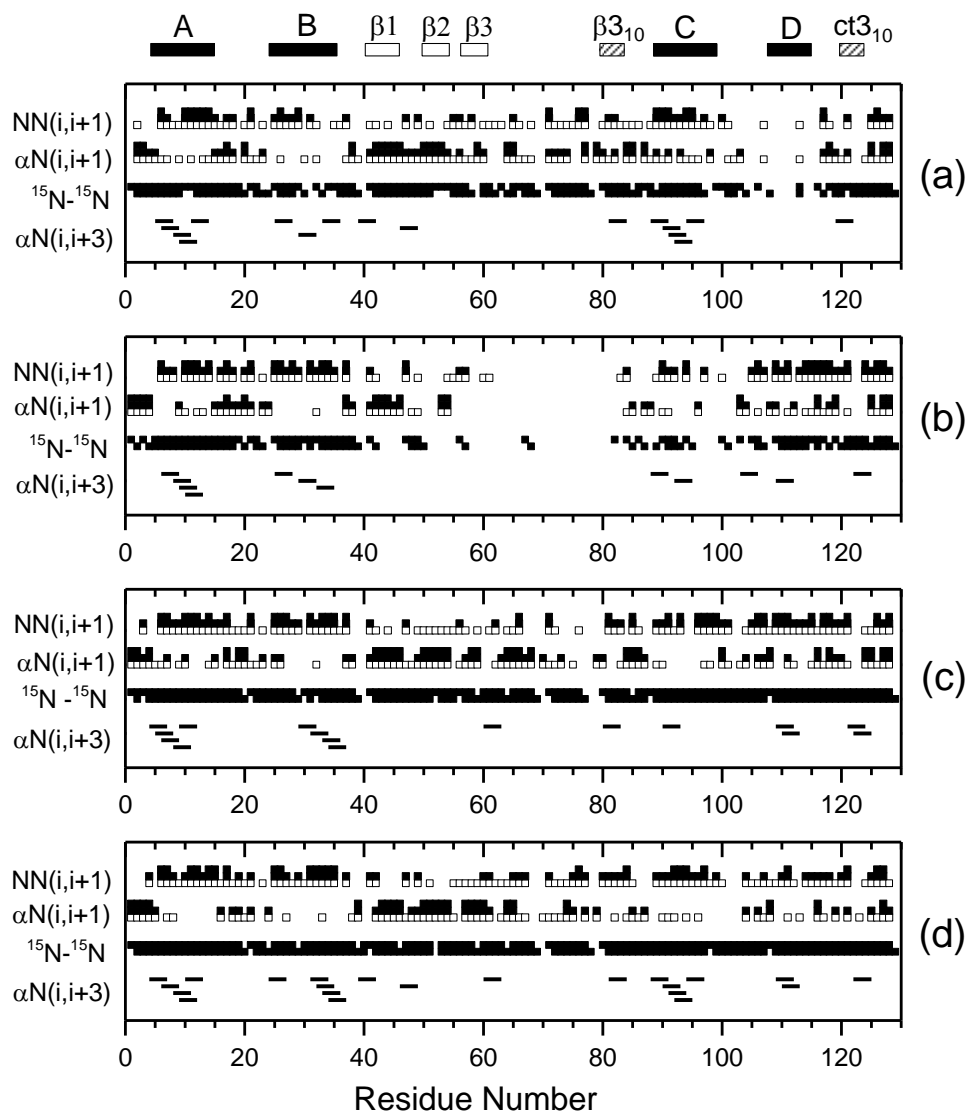 A B β1 β2 β3 β3₁₀ C D ct3₁₀
NN(i,i+1)
αN(i,i+1)
¹⁵N-¹⁵N
αN(i,i+3)
(a)
0 20 40 60 80 100 120
NN(i,i+1)
αN(i,i+1)
¹⁵N-¹⁵N
αN(i,i+3)
(b)
0 20 40 60 80 100 120
NN(i,i+1)
αN(i,i+1)
¹⁵N -¹⁵N
αN(i,i+3)
(c)
0 20 40 60 80 100 120
NN(i,i+1)
αN(i,i+1)
¹⁵N-¹⁵N
αN(i,i+3)
(d)
0 20 40 60 80 100 120
Residue Number